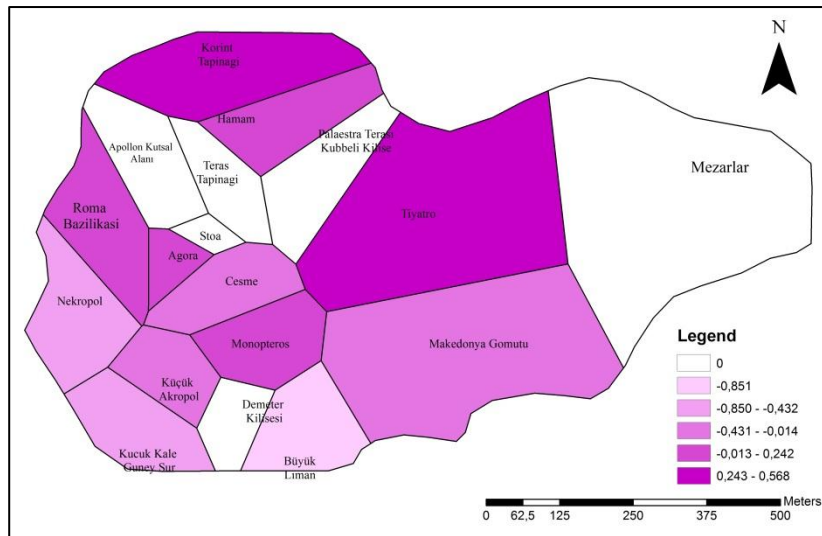 Korint
Tapınagi
N
Hamam
Apollon Kutsal
Alanı
Teras
Tapinagi
Palaestra Terası
Kubbeli Kilise
Mezarlar
Roma
Bazilikasi
Tiyatro
Stoa
Agora
Cesme
Nekropol
Monopteros
Makedonya Gomutu
Küçük
Akropol
Demeter
Kilisesi
Kucuk Kale
Guney Sur
Büyük
Lıman
Legend
0
-0,851
-0,850 - -0,432
-0,431 - -0,014
-0,013 - 0,242
0,243 - 0,568
Meters
0 62,5 125 250 375 500